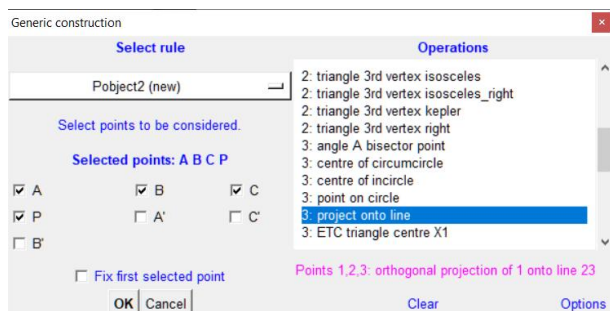 Generic construction
Select rule
Pobject2 (new)
Select points to be considered.
Selected points: A B C P
A B C
P A' C'
B'
Fix first selected point
OK Cancel
Operations
2: triangle 3rd vertex isosceles
2: triangle 3rd vertex isosceles_right
2: triangle 3rd vertex kepler
2: triangle 3rd vertex right
3: angle A bisector point
3: centre of circumcircle
3: centre of incircle
3: point on circle
3: project onto line
3: ETC triangle centre X1
Points 1,2,3: orthogonal projection of 1 onto line 23
Clear Options